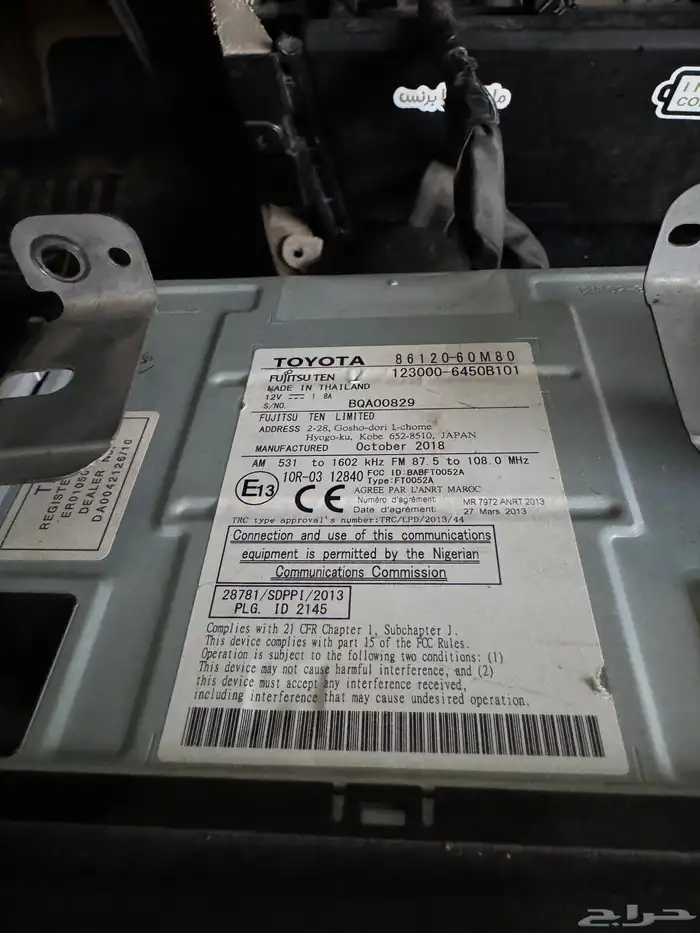 برنس
TOYOTA 86120-60M80
FUJITSU TEN 123000-6450B101
MADE IN THAILAND
12V 1.8A
S/NO. BQA00829
FUJITSU TEN LIMITED
ADDRESS 2-28, Gosho-dori 1-chome
Hyogo-ku, Kobe 652-8510, JAPAN
MANUFACTURED October 2018
AM 531 to 1602 kHz FM 87.5 to 108.0 MHz
E13 10R-03 12840 FCC ID:BABFT0052A
Type:FT0052A
CE AGREE PAR L'ANRT MAROC
Numéro d'agrément: MR 7972 ANRT 2013
Date d'agrément: 27 Mars 2013
TRC type approval's number:TRC/LPD/2013/44
Connection and use of this communications
equipment is permitted by the Nigerian
Communications Commission
28781/SDPPI/2013
PLG. ID 2145
Complies with 21 CFR Chapter 1, Subchapter J.
This device complies with part 15 of the FCC Rules.
Operation is subject to the following two conditions: (1)
This device may not cause harmful interference, and (2)
this device must accept any interference received,
including interference that may cause undesired operation.
REGISTE
DEALER N
DA0042126/10
حراج